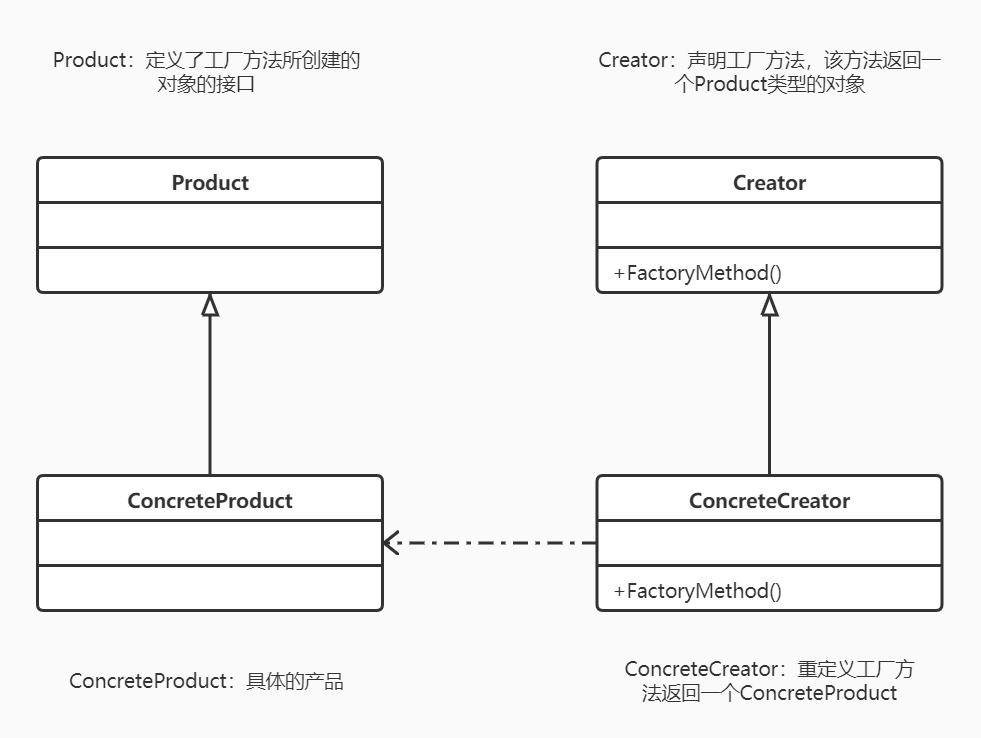 Product：定义了工厂方法所创建的
对象的接口
Creator：声明工厂方法，该方法返回一
个Product类型的对象
Product
Creator
+FactoryMethod()
ConcreteProduct
ConcreteCreator
+FactoryMethod()
ConcreteProduct：具体的产品
ConcreteCreator：重定义工厂方
法返回一个ConcreteProduct